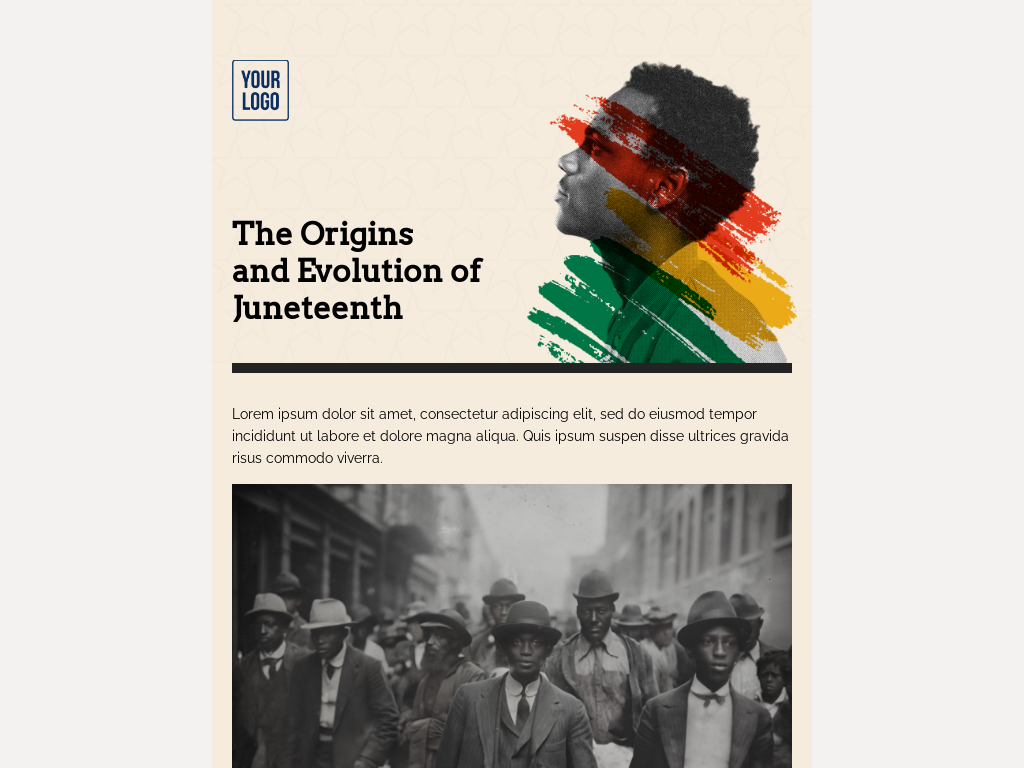 YOUR
LOGO
The Origins
and Evolution of
Juneteenth
Lorem ipsum dolor sit amet, consectetur adipiscing elit, sed do eiusmod tempor
incididunt ut labore et dolore magna aliqua. Quis ipsum suspen disse ultrices gravida
risus commodo viverra.